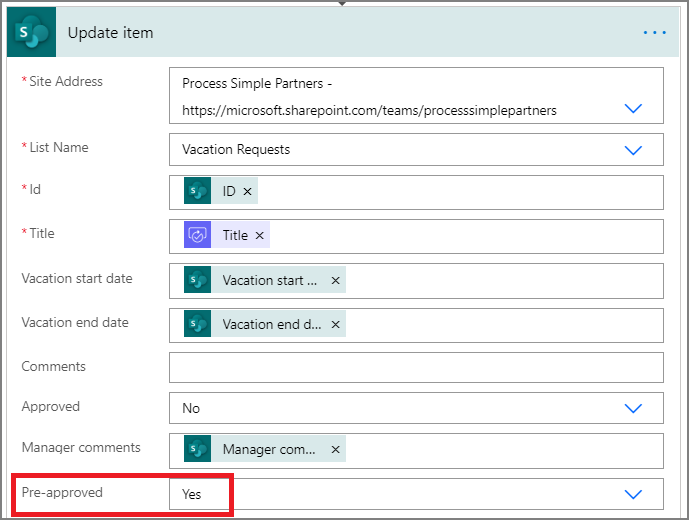 Update item
* Site Address
Process Simple Partners -
https://microsoft.sharepoint.com/teams/processsimplepartners
* List Name
Vacation Requests
* Id
ID ×
* Title
Title ×
Vacation start date
Vacation start ... ×
Vacation end date
Vacation end d... ×
Comments
Approved
No
Manager comments
Manager com... ×
Pre-approved
Yes